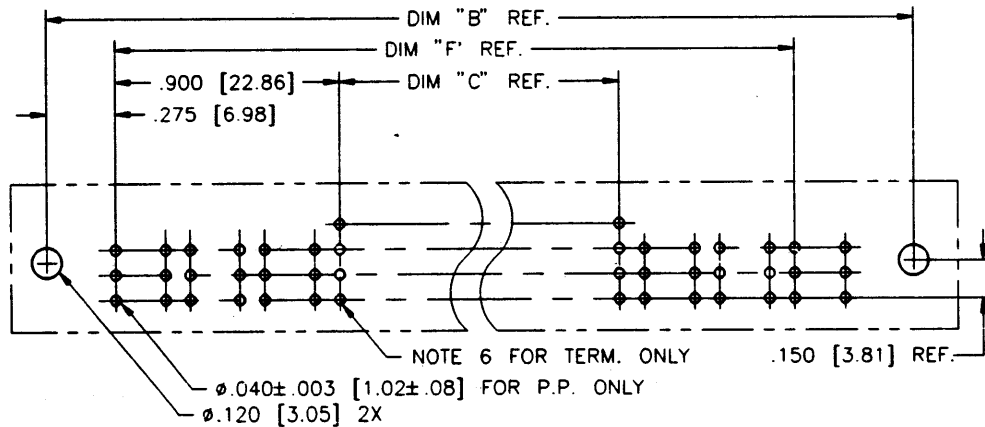 DIM "B" REF.
DIM "F' REF.
.900 [22.86]
DIM "C" REF.
.275 [6.98]
NOTE 6 FOR TERM. ONLY
.150 [3.81] REF.
ø.040±.003 [1.02±.08] FOR P.P. ONLY
ø.120 [3.05] 2X